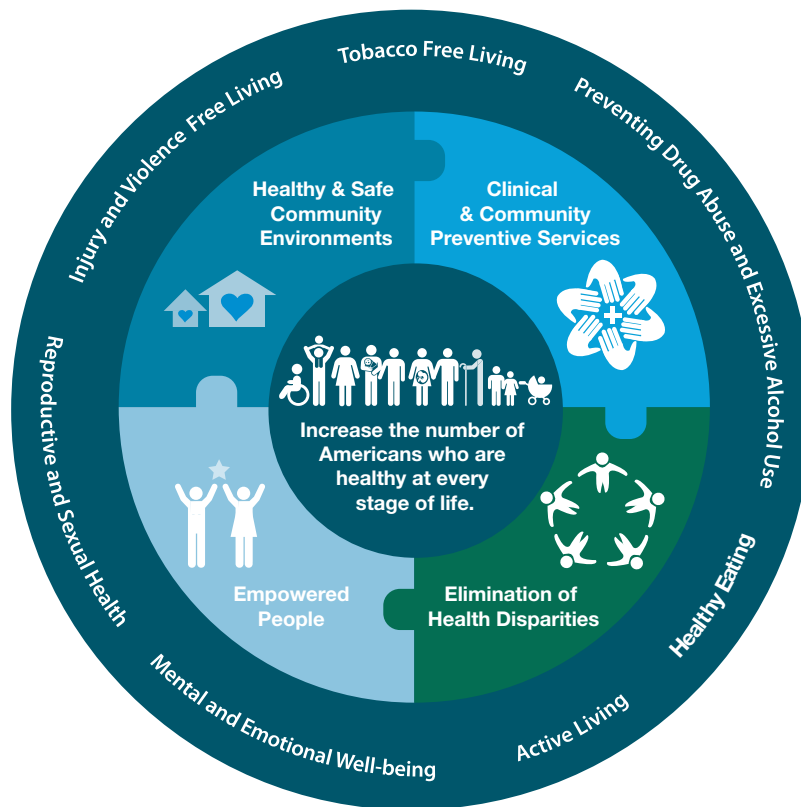 Tobacco Free Living
Preventing Drug Abuse and Excessive Alcohol Use
Healthy Eating
Active Living
Mental and Emotional Well-being
Reproductive and Sexual Health
Injury and Violence Free Living
Healthy & Safe
Community
Environments
Clinical
& Community
Preventive Services
Increase the number of
Americans who are
healthy at every
stage of life.
Empowered
People
Elimination of
Health Disparities